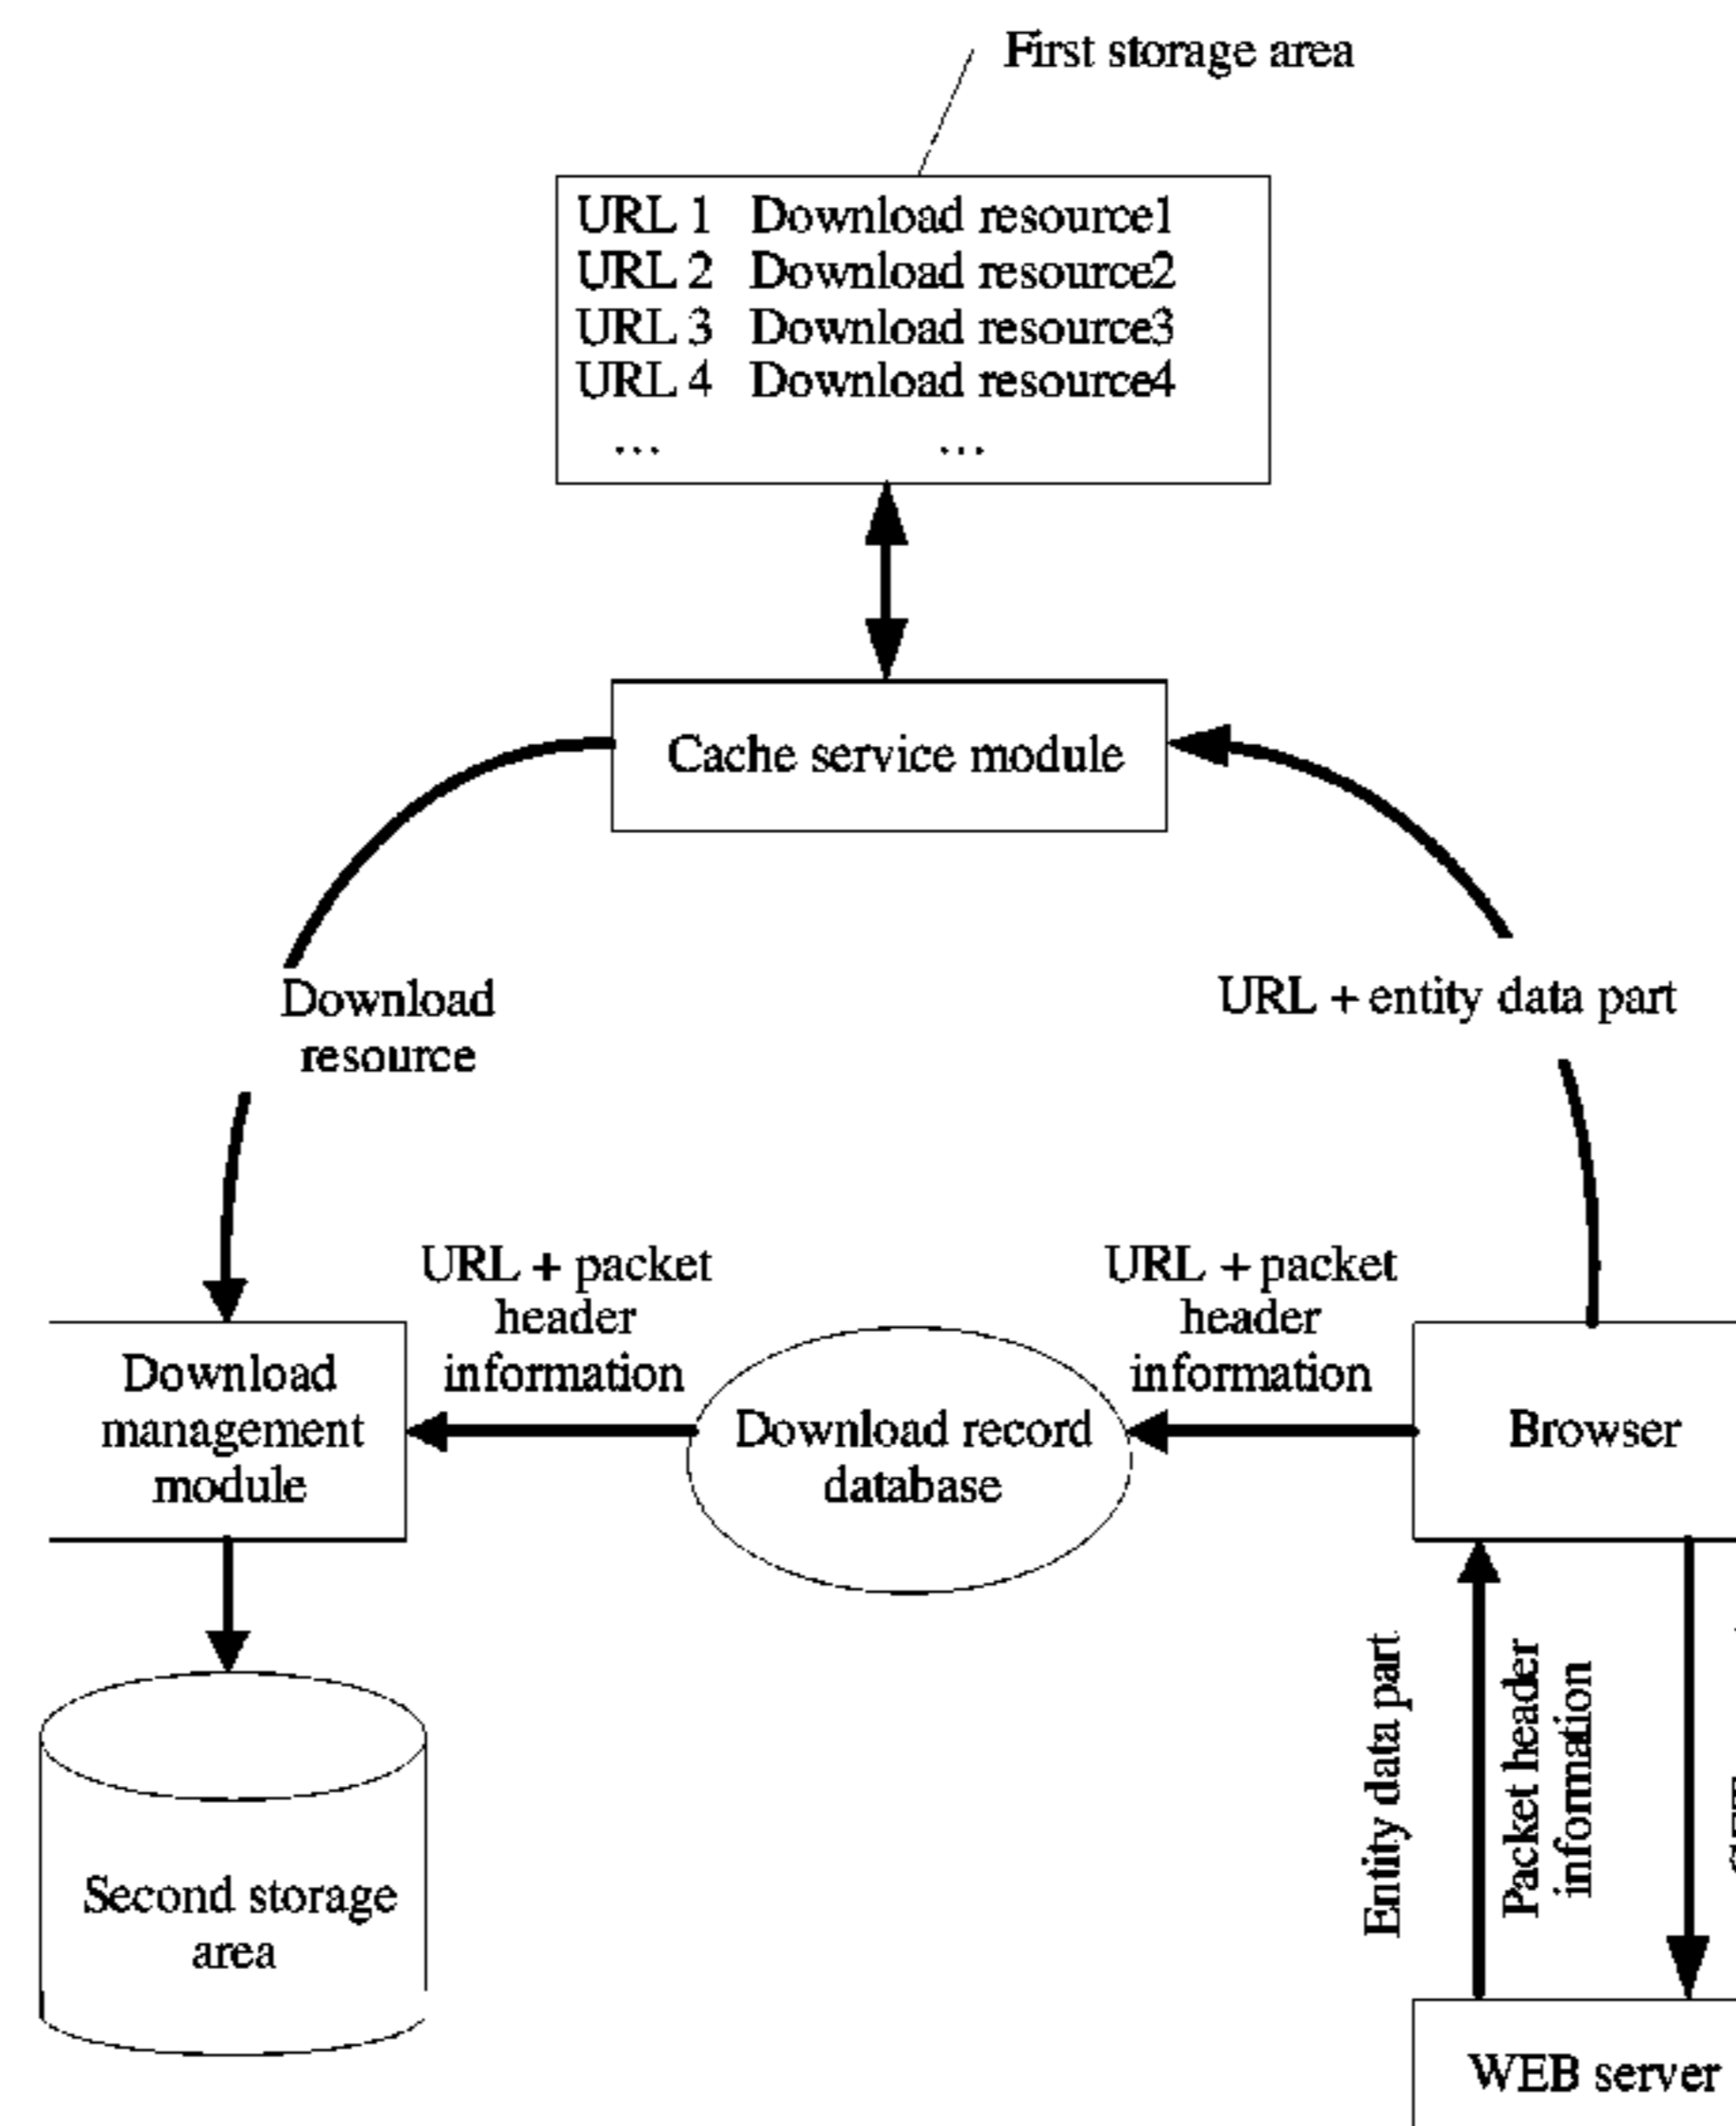 First storage area
URL 1 Download resource1
URL 2 Download resource2
URL 3 Download resource3
URL 4 Download resource4
... ...
Cache service module
Download
resource
URL + entity data part
URL + packet
header
information
URL + packet
header
information
Download
management
module
Download record
database
Browser
Entity data part
Packet header
information
Second storage
area
WEB server